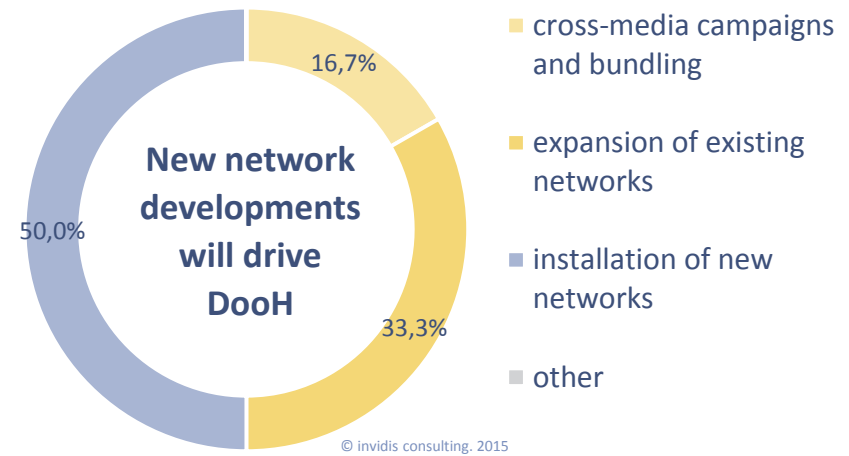 16,7%
50,0%
33,3%
New network
developments
will drive
DooH
cross-media campaigns
and bundling
expansion of existing
networks
installation of new
networks
other
© invidis consulting. 2015